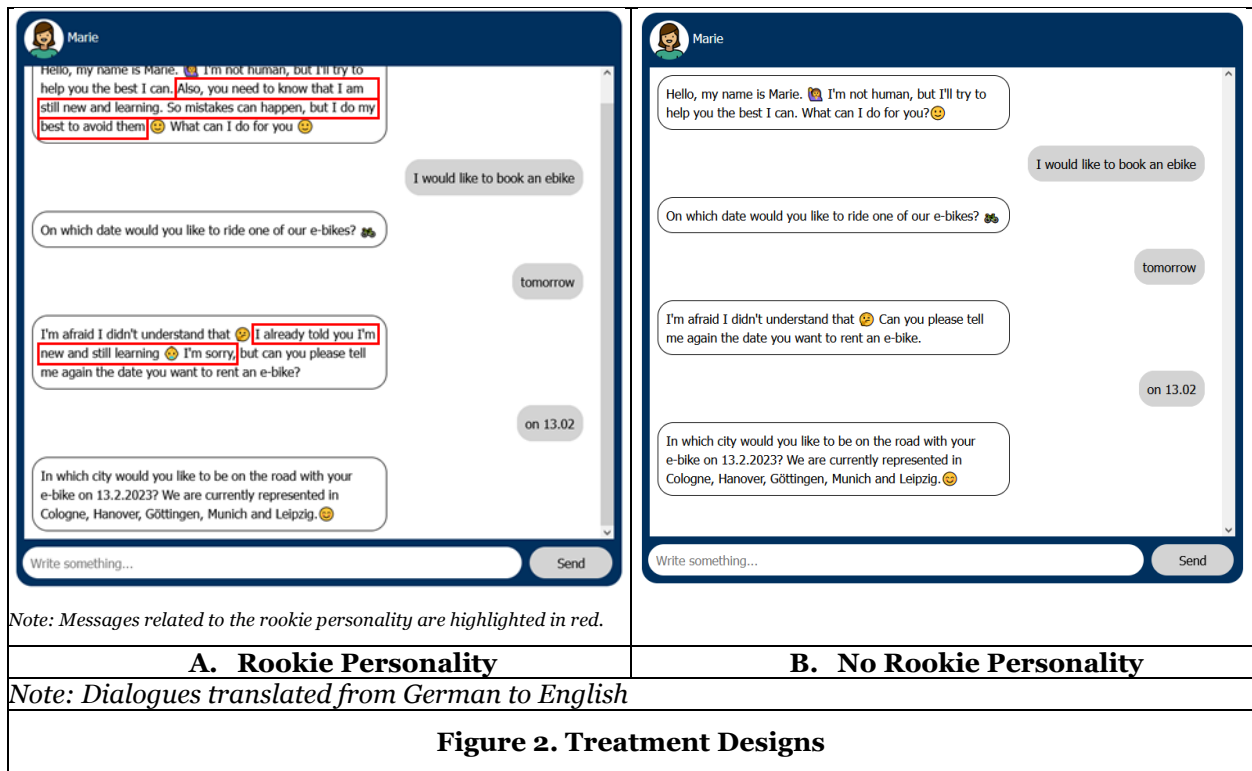 Marie
Hello, my name is Marie. I'm not human, but I'll try to
help you the best I can. Also, you need to know that I am
still new and learning. So mistakes can happen, but I do my
best to avoid them What can I do for you
I would like to book an ebike
On which date would you like to ride one of our e-bikes?
tomorrow
I'm afraid I didn't understand that I already told you I'm
new and still learning I'm sorry, but can you please tell
me again the date you want to rent an e-bike?
on 13.02
In which city would you like to be on the road with your
e-bike on 13.2.2023? We are currently represented in
Cologne, Hanover, Göttingen, Munich and Leipzig.
Write something...
Send
Note: Messages related to the rookie personality are highlighted in red.
Marie
Hello, my name is Marie. I'm not human, but I'll try to
help you the best I can. What can I do for you?
I would like to book an ebike
On which date would you like to ride one of our e-bikes?
tomorrow
I'm afraid I didn't understand that Can you please tell
me again the date you want to rent an e-bike.
on 13.02
In which city would you like to be on the road with your
e-bike on 13.2.2023? We are currently represented in
Cologne, Hanover, Göttingen, Munich and Leipzig.
Write something...
Send
A. Rookie Personality
B. No Rookie Personality
Note: Dialogues translated from German to English
Figure 2. Treatment Designs